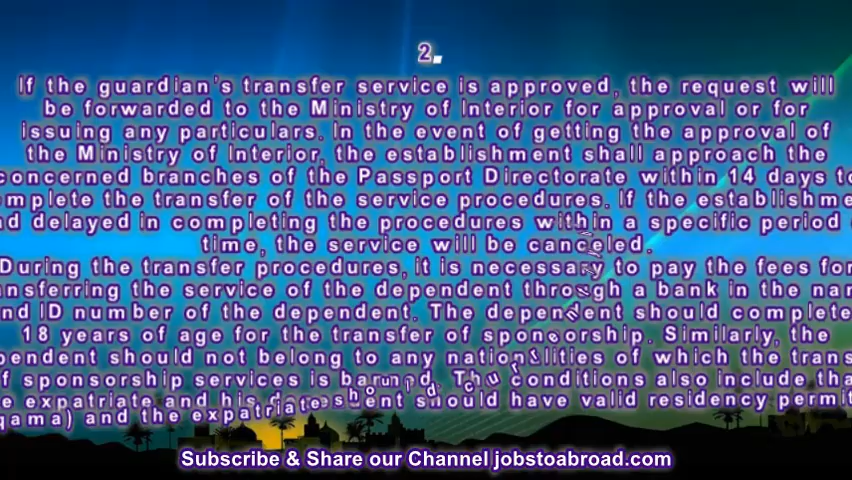 2.
If the guardian's transfer service is approved, the request will
be forwarded to the Ministry of Interior for approval or for
issuing any particulars. In the event of getting the approval of
the Ministry of Interior, the establishment shall approach the
concerned branches of the Passport Directorate within 14 days to
mplete the transfer of the service procedures. If the establishme
nd delayed in completing the procedures within a specific period
time, the service will be canceled.
During the transfer procedures, it is necessary to pay the fees for
ansferring the service of the dependent through a bank in the nam
nd ID number of the dependent. The dependent should complete
18 years of age for the transfer of sponsorship. Similarly, the
pendent should not belong to any nationalities of which the trans
f sponsorship services is The conditions also include tha
e expatriate and his should have valid residency permit
qama) and the expatriate
Subscribe & Share our Channel jobstoabroad.com